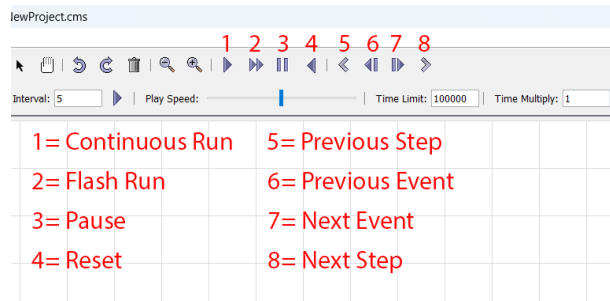 lewProject.cms
1 2 3 4 5 6 7 8
Interval: 5 Play Speed: Time Limit: 100000 Time Multiply: 1
1= Continuous Run 5= Previous Step
2= Flash Run 6= Previous Event
3= Pause 7= Next Event
4= Reset 8= Next Step